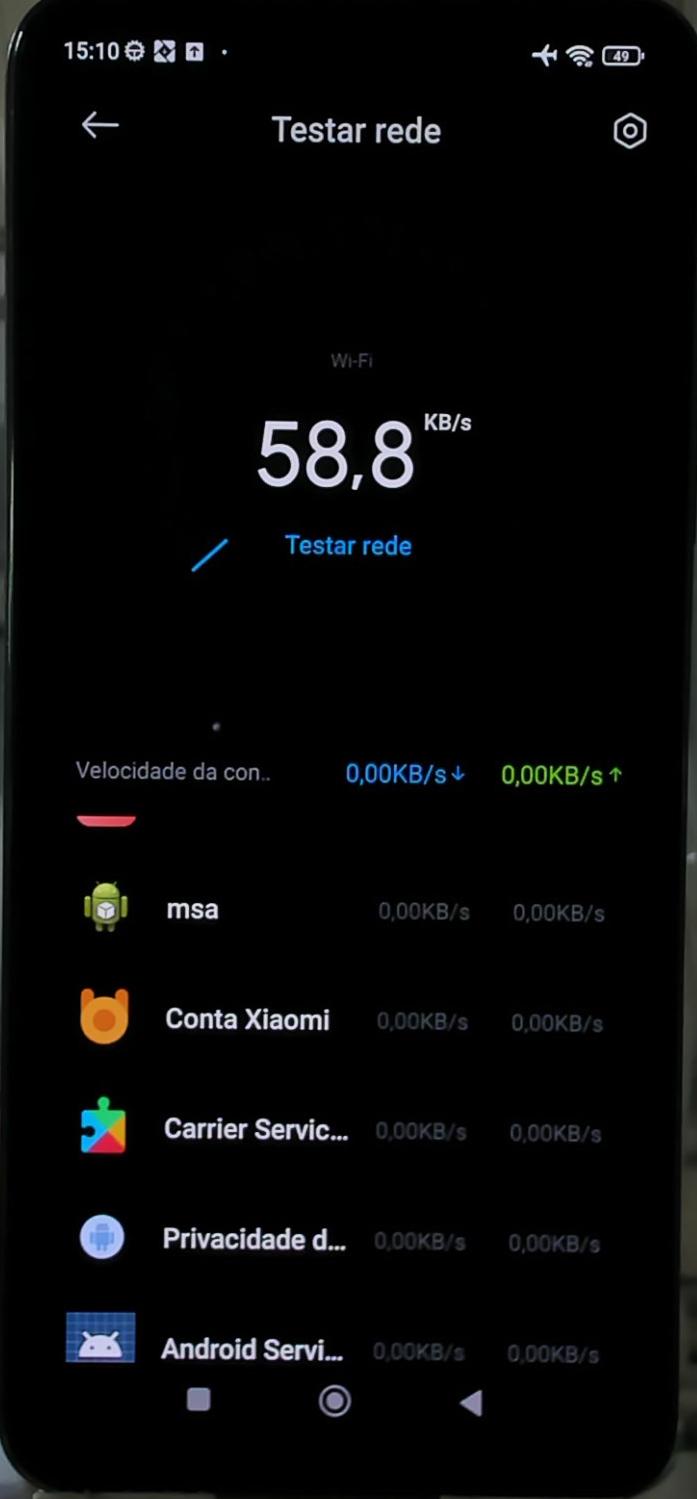 15:10
49
Testar rede
Wi-Fi
58,8 KB/s
Testar rede
Velocidade da con.. 0,00KB/s↓ 0,00KB/s↑
msa 0,00KB/s 0,00KB/s
Conta Xiaomi 0,00KB/s 0,00KB/s
Carrier Servic... 0,00KB/s 0,00KB/s
Privacidade d... 0,00KB/s 0,00KB/s
Android Servi... 0,00KB/s 0,00KB/s